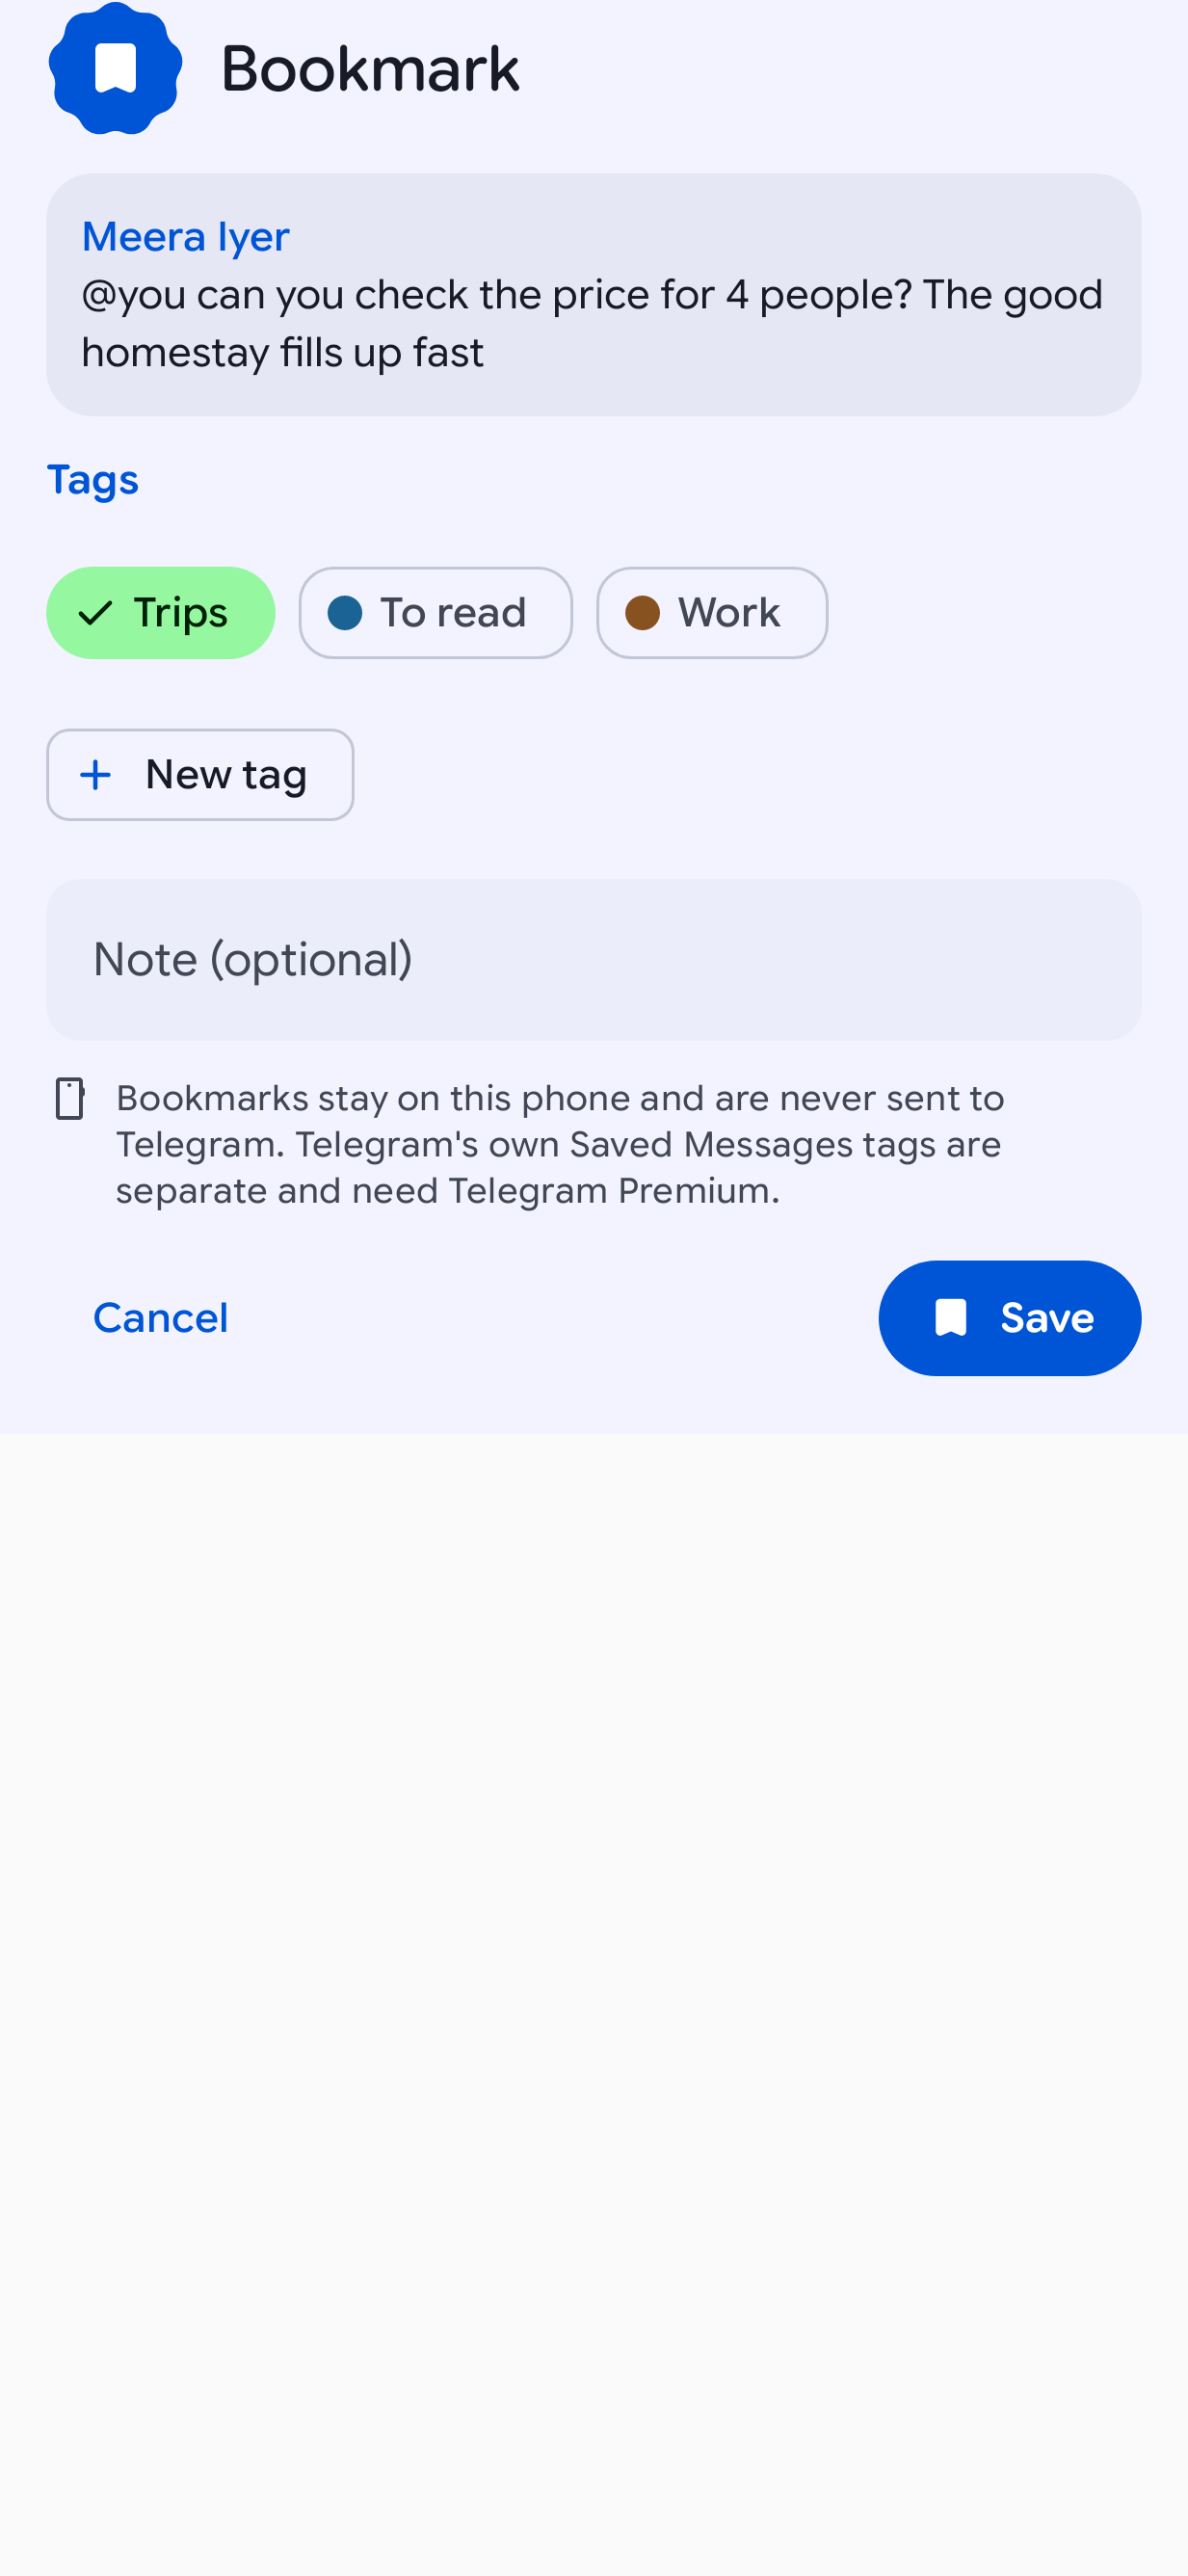 Bookmark
Meera Iyer
@you can you check the price for 4 people? The good
homestay fills up fast
Tags
Trips
To read
Work
New tag
Note (optional)
Bookmarks stay on this phone and are never sent to
Telegram. Telegram's own Saved Messages tags are
separate and need Telegram Premium.
Cancel
Save